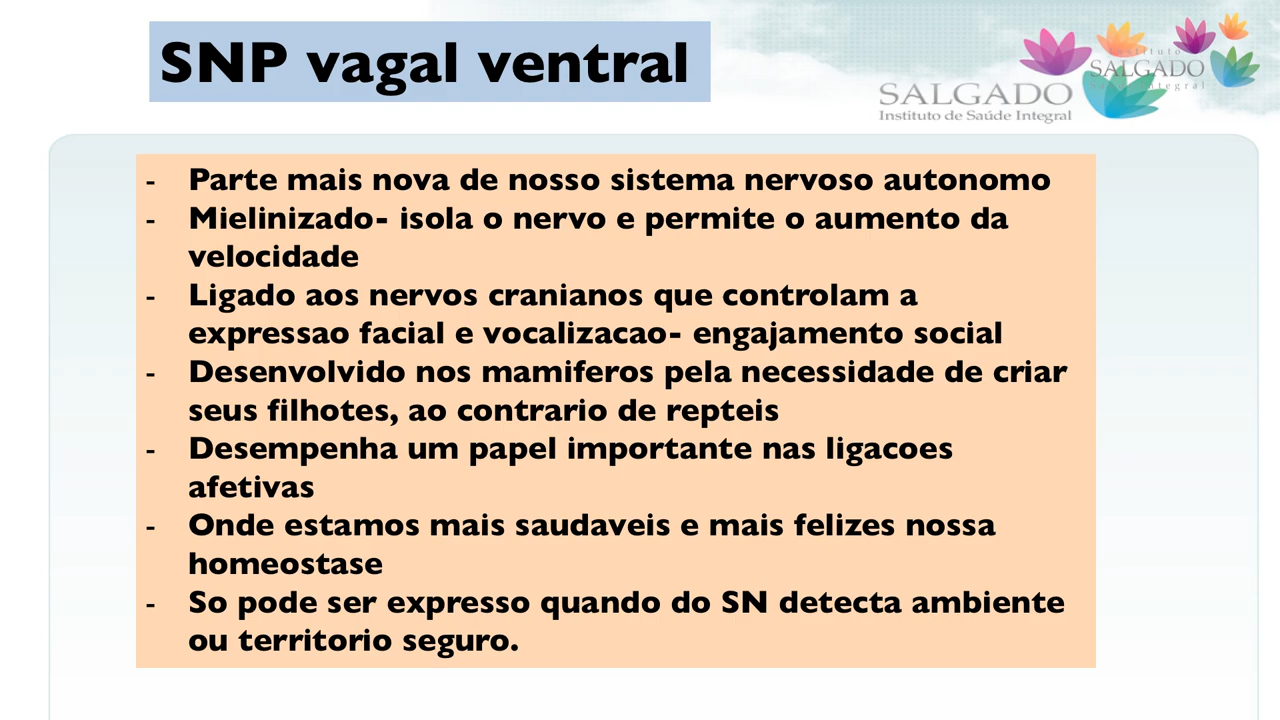 SNP vagal ventral
Instituto
SALGADO
Saúde Integral
SALGADO
Instituto de Saúde Integral
- Parte mais nova de nosso sistema nervoso autonomo
- Mielinizado- isola o nervo e permite o aumento da
velocidade
- Ligado aos nervos cranianos que controlam a
expressao facial e vocalizacao- engajamento social
- Desenvolvido nos mamiferos pela necessidade de criar
seus filhotes, ao contrario de repteis
- Desempenha um papel importante nas ligacoes
afetivas
- Onde estamos mais saudaveis e mais felizes nossa
homeostase
- So pode ser expresso quando do SN detecta ambiente
ou territorio seguro.